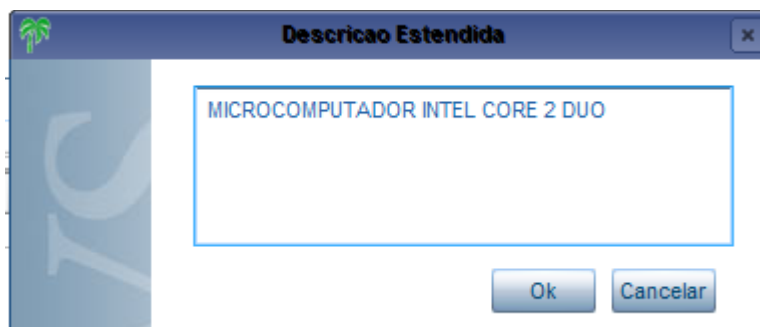 Descricao Estendida
MICROCOMPUTADOR INTEL CORE 2 DUO
Ok
Cancelar